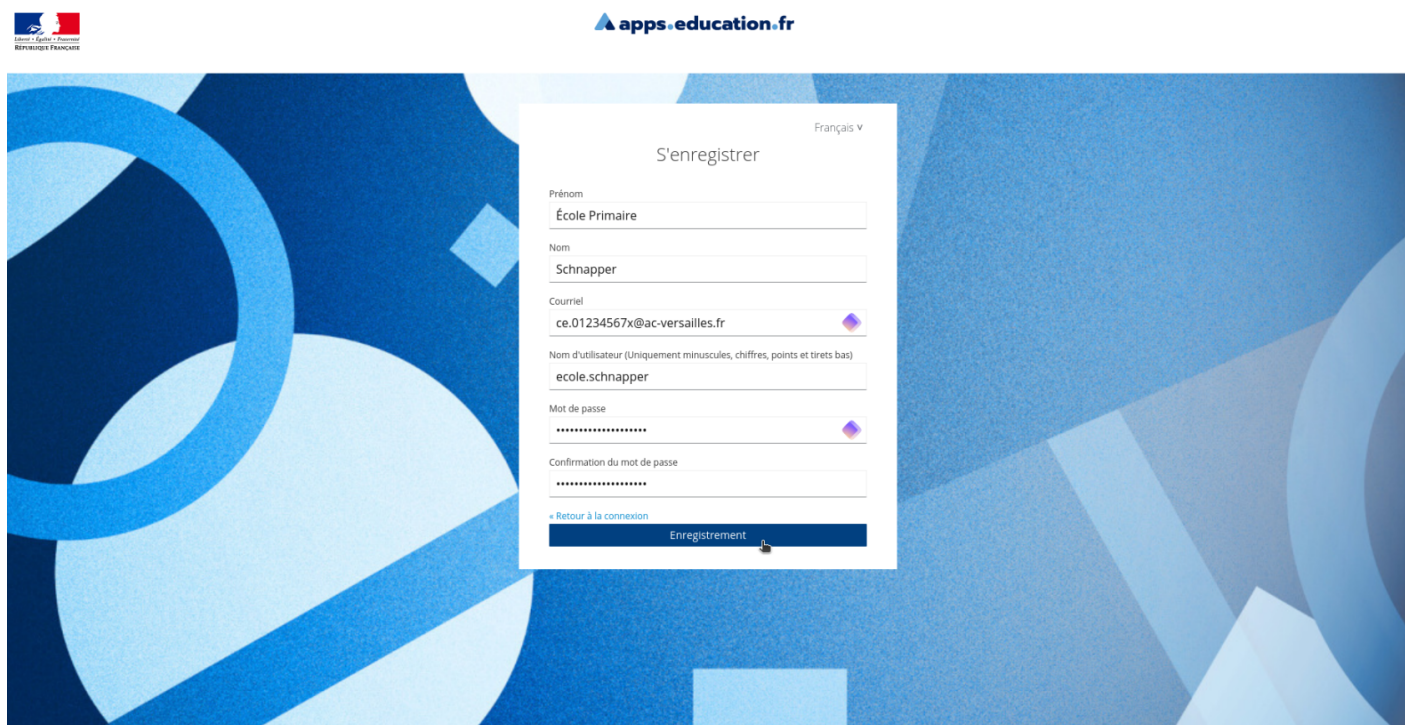 Liberté • Égalité • Fraternité
RÉPUBLIQUE FRANÇAISE
apps.education.fr
Français ˅
S'enregistrer
Prénom
École Primaire
Nom
Schnapper
Courriel
ce.01234567x@ac-versailles.fr
Nom d'utilisateur (Uniquement minuscules, chiffres, points et tirets bas)
ecole.schnapper
Mot de passe
••••••••••••••••••••
Confirmation du mot de passe
••••••••••••••••••••
« Retour à la connexion
Enregistrement